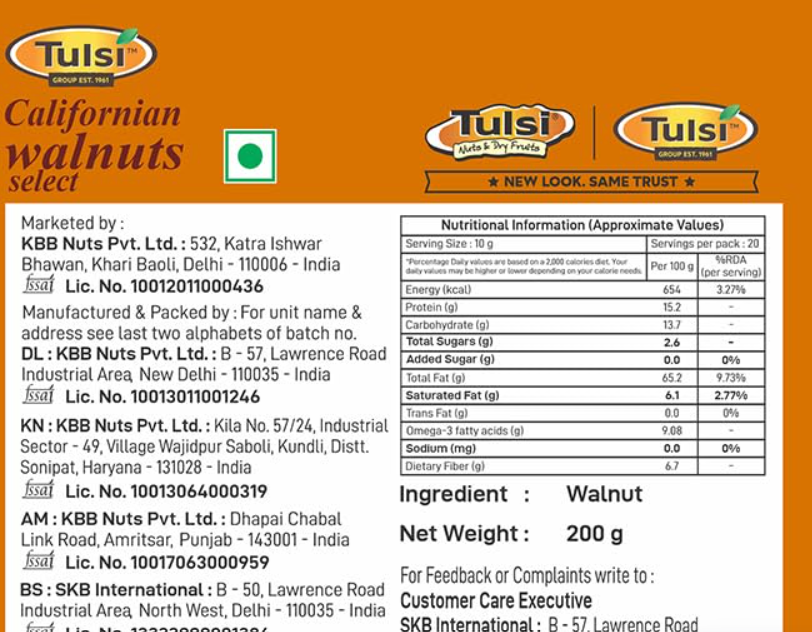 Tulsi™
GROUP EST. 1961
Californian
walnuts
select
Tulsi®
Nuts & Dry Fruits
Tulsi™
GROUP EST. 1961
★ NEW LOOK. SAME TRUST ★
Marketed by :
KBB Nuts Pvt. Ltd. : 532, Katra Ishwar
Bhawan, Khari Baoli, Delhi - 110006 - India
fssai Lic. No. 10012011000436
Manufactured & Packed by : For unit name &
address see last two alphabets of batch no.
DL : KBB Nuts Pvt. Ltd. : B - 57, Lawrence Road
Industrial Area, New Delhi - 110035 - India
fssai Lic. No. 10013011001246
KN : KBB Nuts Pvt. Ltd. : Kila No. 57/24, Industrial
Sector - 49, Village Wajidpur Saboli, Kundli, Distt.
Sonipat, Haryana - 131028 - India
fssai Lic. No. 10013064000319
AM : KBB Nuts Pvt. Ltd. : Dhapai Chabal
Link Road, Amritsar, Punjab - 143001 - India
fssai Lic. No. 10017063000959
BS : SKB International : B - 50, Lawrence Road
Industrial Area, North West, Delhi - 110035 - India
Lic. No.
Nutritional Information (Approximate Values)
Serving Size : 10 g Servings per pack : 20
*Percentage Daily values are based on a 2,000 calories diet. Your
daily values may be higher or lower depending on your calorie needs.
Per 100 g %RDA
(per serving)
Energy (kcal) 654 3.27%
Protein (g) 15.2 -
Carbohydrate (g) 13.7 -
Total Sugars (g) 2.6 -
Added Sugar (g) 0.0 0%
Total Fat (g) 65.2 9.73%
Saturated Fat (g) 6.1 2.77%
Trans Fat (g) 0.0 0%
Omega-3 fatty acids (g) 9.08 -
Sodium (mg) 0.0 0%
Dietary Fiber (g) 6.7 -
Ingredient : Walnut
Net Weight : 200 g
For Feedback or Complaints write to :
Customer Care Executive
SKB International : B - 57, Lawrence Road